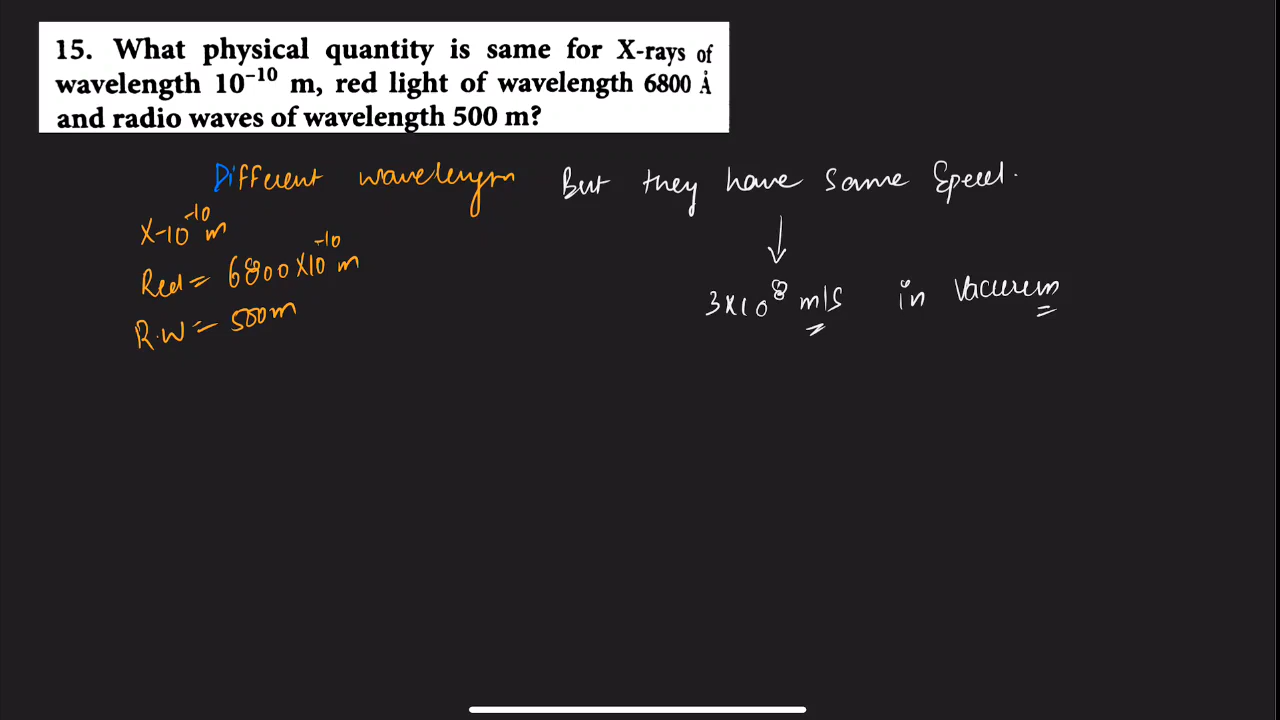 15. What physical quantity is same for X-rays of
wavelength 10⁻¹⁰ m, red light of wavelength 6800 Å
and radio waves of wavelength 500 m?
Different wavelength But they have same speed.
X-10⁻¹⁰ m
Red = 6800×10⁻¹⁰ m
R.W = 500m
3×10⁸ m/s in vacuum